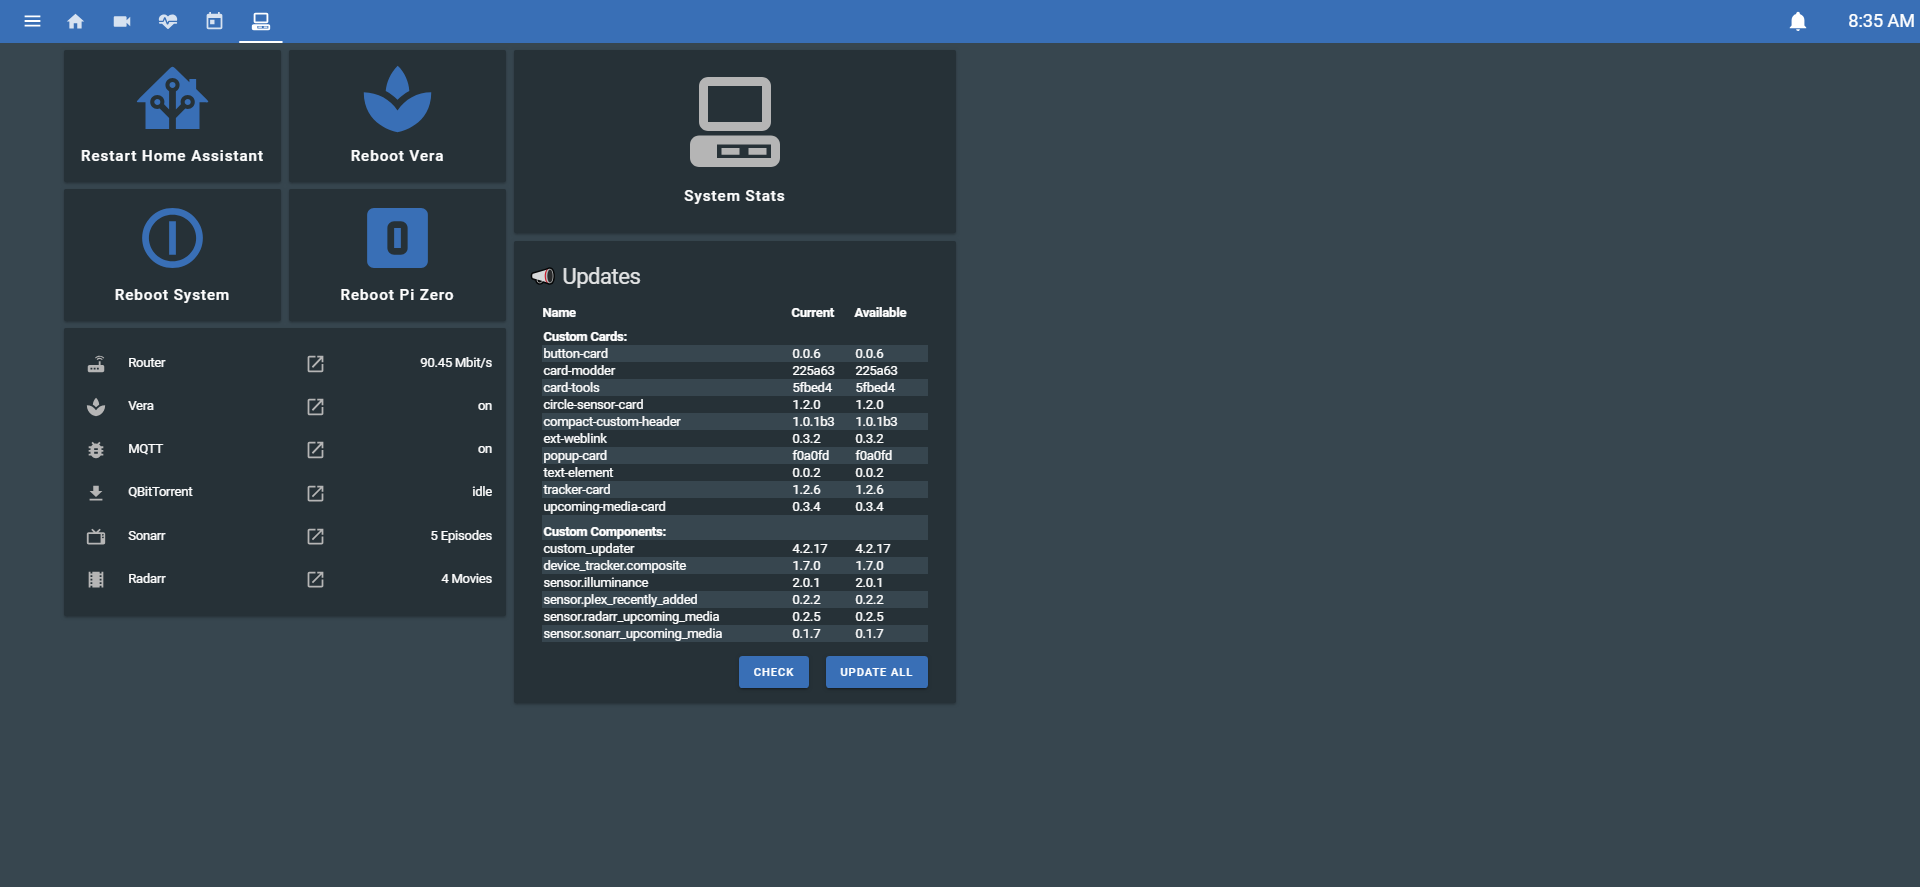 8:35 AM
Restart Home Assistant
Reboot Vera
Reboot System
Reboot Pi Zero
Router 90.45 Mbit/s
Vera on
MQTT on
QBitTorrent idle
Sonarr 5 Episodes
Radarr 4 Movies
System Stats
Updates
Name Current Available
Custom Cards:
button-card 0.0.6 0.0.6
card-modder 225a63 225a63
card-tools 5fbed4 5fbed4
circle-sensor-card 1.2.0 1.2.0
compact-custom-header 1.0.1b3 1.0.1b3
ext-weblink 0.3.2 0.3.2
popup-card f0a0fd f0a0fd
text-element 0.0.2 0.0.2
tracker-card 1.2.6 1.2.6
upcoming-media-card 0.3.4 0.3.4
Custom Components:
custom_updater 4.2.17 4.2.17
device_tracker.composite 1.7.0 1.7.0
sensor.illuminance 2.0.1 2.0.1
sensor.plex_recently_added 0.2.2 0.2.2
sensor.radarr_upcoming_media 0.2.5 0.2.5
sensor.sonarr_upcoming_media 0.1.7 0.1.7
CHECK UPDATE ALL